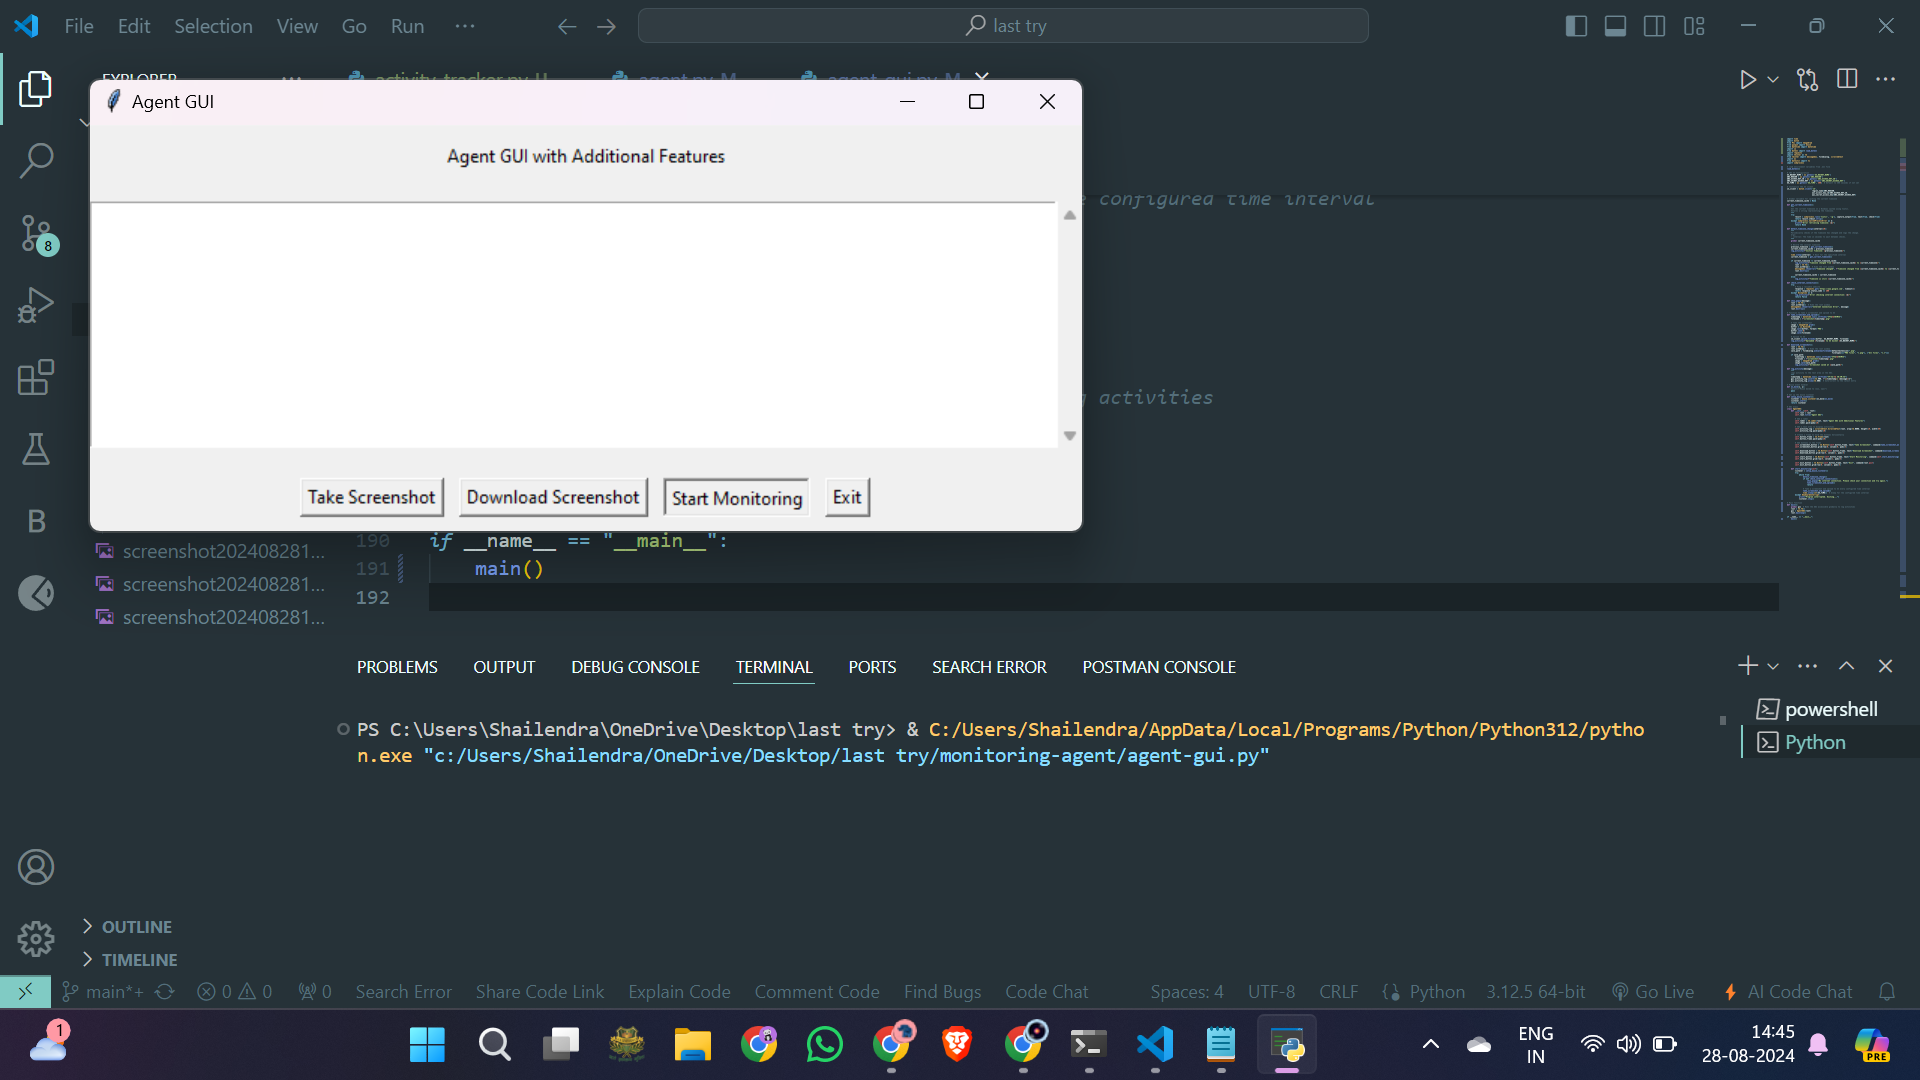 File Edit Selection View Go Run ...
last try
EXPLORER ...
activity_tracker.py U agent.py M agent-gui.py M
Agent GUI
Agent GUI with Additional Features
configured time interval
activities
Take Screenshot Download Screenshot Start Monitoring Exit
8
B
190 if __name__ == "__main__":
191 main()
192
screenshot202408281...
screenshot202408281...
screenshot202408281...
PROBLEMS OUTPUT DEBUG CONSOLE TERMINAL PORTS SEARCH ERROR POSTMAN CONSOLE
PS C:\Users\Shailendra\OneDrive\Desktop\last try> & C:/Users/Shailendra/AppData/Local/Programs/Python/Python312/pytho
n.exe "c:/Users/Shailendra/OneDrive/Desktop/last try/monitoring-agent/agent-gui.py"
powershell
Python
OUTLINE
TIMELINE
main*+ 0 0 0 Search Error Share Code Link Explain Code Comment Code Find Bugs Code Chat Spaces: 4 UTF-8 CRLF Python 3.12.5 64-bit Go Live AI Code Chat
1
ENG
IN
14:45
28-08-2024
PRE